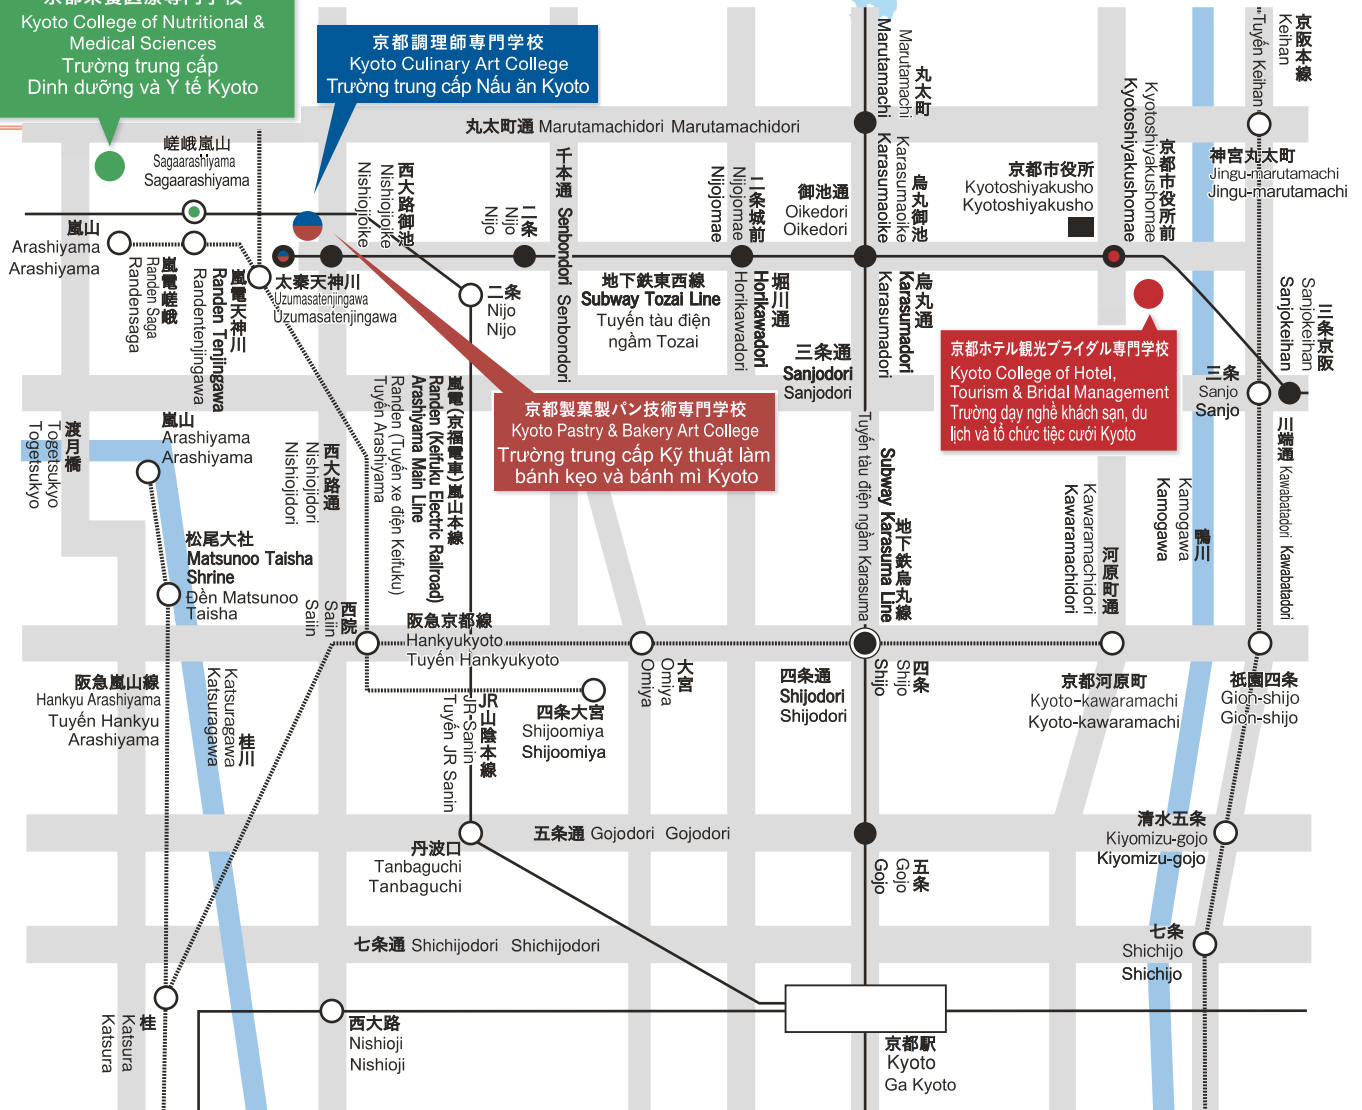 京都栄養医療専門学校
Kyoto College of Nutritional &
Medical Sciences
Trường trung cấp
Dinh dưỡng và Y tế Kyoto
京都調理師専門学校
Kyoto Culinary Art College
Trường trung cấp Nấu ăn Kyoto
丸太町通 Marutamachidori Marutamachidori
丸太町
Marutamachi
Marutamachi
京阪本線
Keihan
Tuyến Keihan
神宮丸太町
Jingu-marutamachi
Jingu-marutamachi
嵯峨嵐山
Sagaarashiyama
Sagaarashiyama
嵐山
Arashiyama
Arashiyama
嵐電嵯峨
Randen Saga
Randensaga
嵐電天神川
Randen Tenjingawa
Randentenjingawa
太秦天神川
Uzumasatenjingawa
Uzumasatenjingawa
西大路御池
Nishiojioike
Nishiojioike
二条
Nijo
Nijo
二条
Nijo
Nijo
千本通 Senbondori Senbondori
地下鉄東西線
Subway Tozai Line
Tuyến tàu điện
ngầm Tozai
二条城前
Nijojomae
Nijojomae
堀川通
Horikawadori
Horikawadori
御池通
Oikedori
Oikedori
烏丸御池
Karasumaoike
Karasumaoike
烏丸通
Karasumadori
Karasumadori
京都市役所
Kyotoshiyakusho
Kyotoshiyakusho
京都市役所前
Kyotoshiyakushomae
Kyotoshiyakushomae
三条京阪
Sanjokeihan
Sanjokeihan
三条通
Sanjodori
Sanjodori
京都ホテル観光ブライダル専門学校
Kyoto College of Hotel,
Tourism & Bridal Management
Trường dạy nghề khách sạn, du
lịch và tổ chức tiệc cưới Kyoto
三条
Sanjo
Sanjo
京都製菓製パン技術専門学校
Kyoto Pastry & Bakery Art College
Trường trung cấp Kỹ thuật làm
bánh kẹo và bánh mì Kyoto
嵐電(京福電車)嵐山本線
Randen (Keifuku Electric Railroad)
Arashiyama Main Line
Randen (Tuyến xe điện Keifuku)
Tuyến Arashiyama
渡月橋
Togetsukyo
Togetsukyo
嵐山
Arashiyama
Arashiyama
西大路通
Nishiojidori
Nishiojidori
地下鉄烏丸線
Subway Karasuma Line
Tuyến tàu điện ngầm Karasuma
河原町通
Kawaramachidori
Kawaramachidori
鴨川
Kamogawa
Kamogawa
川端通 Kawabatadori Kawabatadori
松尾大社
Matsunoo Taisha
Shrine
Đền Matsunoo
Taisha
西院
Saiin
Saiin
阪急京都線
Hankyukyoto
Tuyến Hankyukyoto
大宮
Omiya
Omiya
四条通
Shijodori
Shijodori
四条
Shijo
Shijo
京都河原町
Kyoto-kawaramachi
Kyoto-kawaramachi
祇園四条
Gion-shijo
Gion-shijo
阪急嵐山線
Hankyu Arashiyama
Tuyến Hankyu
Arashiyama
桂川
Katsuragawa
Katsuragawa
JR山陰本線
JR-Sanin
Tuyến JR Sanin
四条大宮
Shijoomiya
Shijoomiya
丹波口
Tanbaguchi
Tanbaguchi
五条通 Gojodori Gojodori
五条
Gojo
Gojo
清水五条
Kiyomizu-gojo
Kiyomizu-gojo
七条通 Shichijodori Shichijodori
七条
Shichijo
Shichijo
桂
Katsura
Katsura
西大路
Nishioji
Nishioji
京都駅
Kyoto
Ga Kyoto